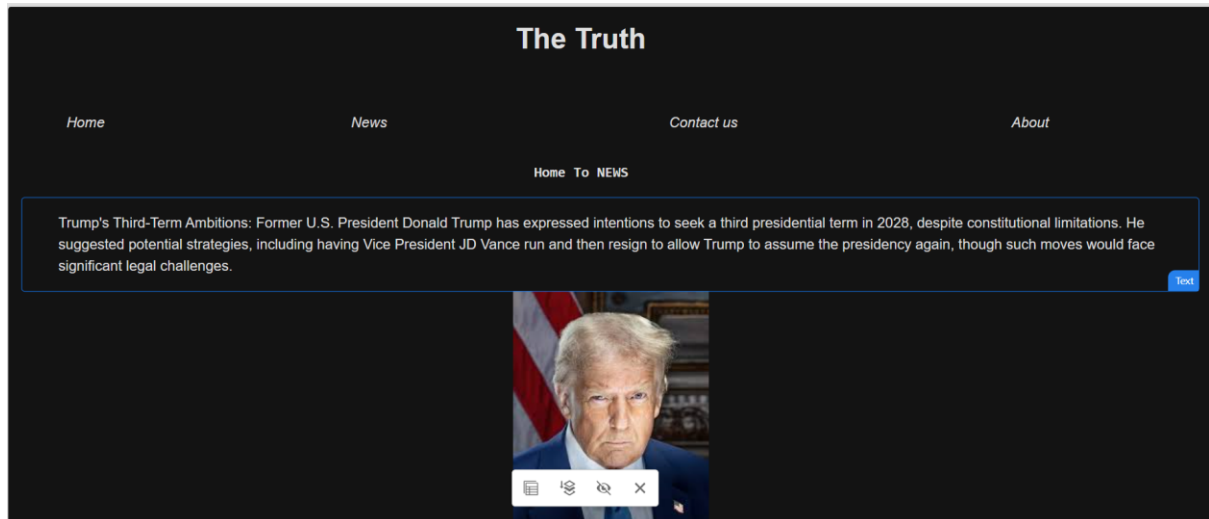 The Truth
Home News Contact us About
Home To NEWS
Trump's Third-Term Ambitions: Former U.S. President Donald Trump has expressed intentions to seek a third presidential term in 2028, despite constitutional limitations. He
suggested potential strategies, including having Vice President JD Vance run and then resign to allow Trump to assume the presidency again, though such moves would face
significant legal challenges.
Text